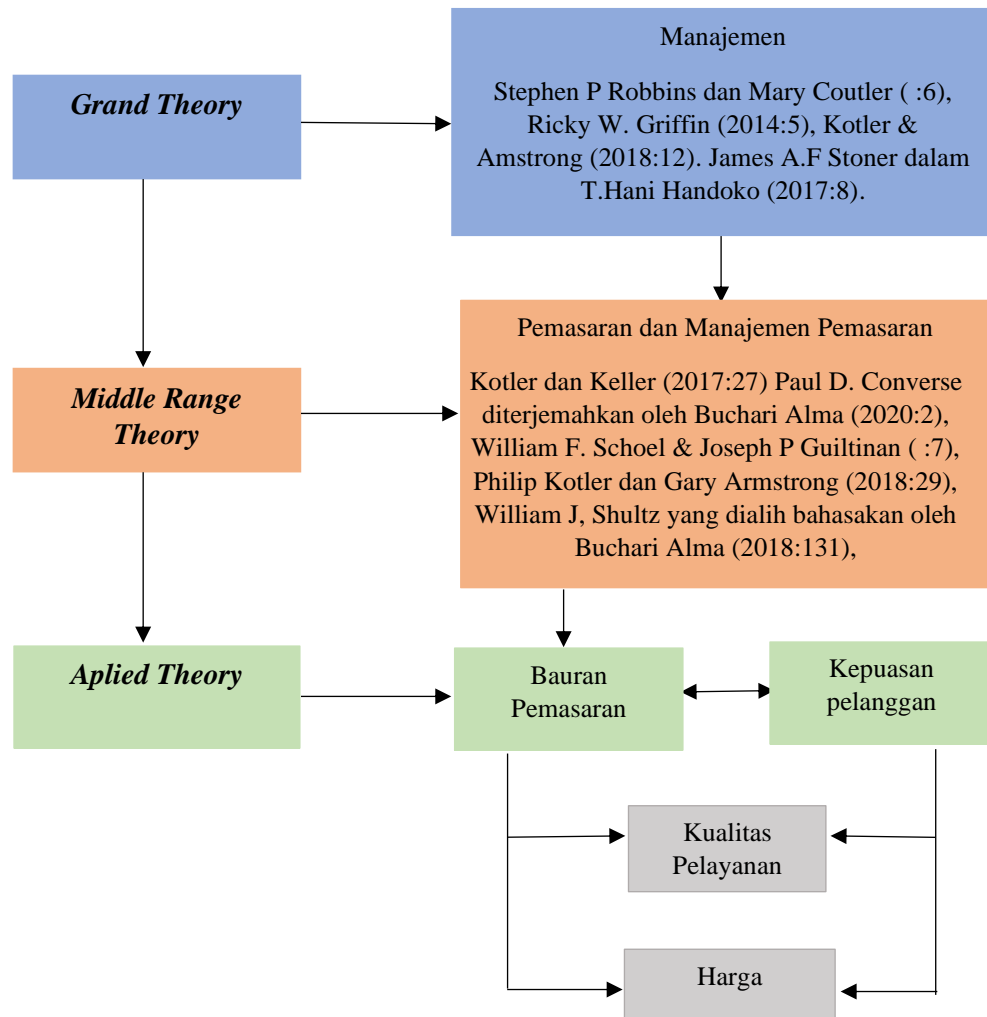 Manajemen
Grand Theory
Stephen P Robbins dan Mary Coutler ( :6),
Ricky W. Griffin (2014:5), Kotler &
Amstrong (2018:12). James A.F Stoner dalam
T.Hani Handoko (2017:8).
Pemasaran dan Manajemen Pemasaran
Middle Range
Theory
Kotler dan Keller (2017:27) Paul D. Converse
diterjemahkan oleh Buchari Alma (2020:2),
William F. Schoel & Joseph P Guiltinan ( :7),
Philip Kotler dan Gary Armstrong (2018:29),
William J, Shultz yang dialih bahasakan oleh
Buchari Alma (2018:131),
Aplied Theory
Bauran
Pemasaran
Kepuasan
pelanggan
Kualitas
Pelayanan
Harga